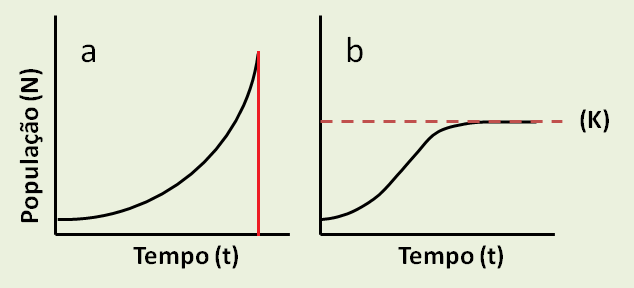 a
b
População (N)
(K)
Tempo (t)
Tempo (t)